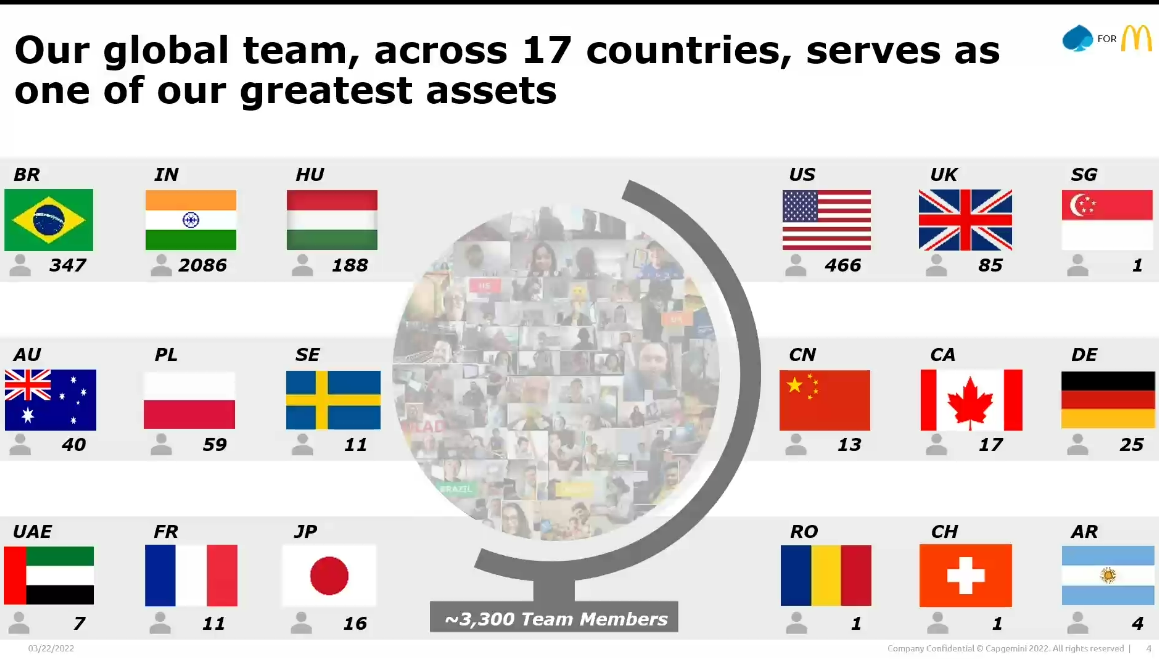 Our global team, across 17 countries, serves as
one of our greatest assets
FOR
BR
IN
HU
347
2086
188
US
UK
SG
466
85
1
AU
PL
SE
40
59
11
CN
CA
DE
13
17
25
UAE
FR
JP
7
11
16
RO
CH
AR
1
1
4
BRAZIL
~3,300 Team Members
03/22/2022
Company Confidential © Capgemini 2022. All rights reserved | 4